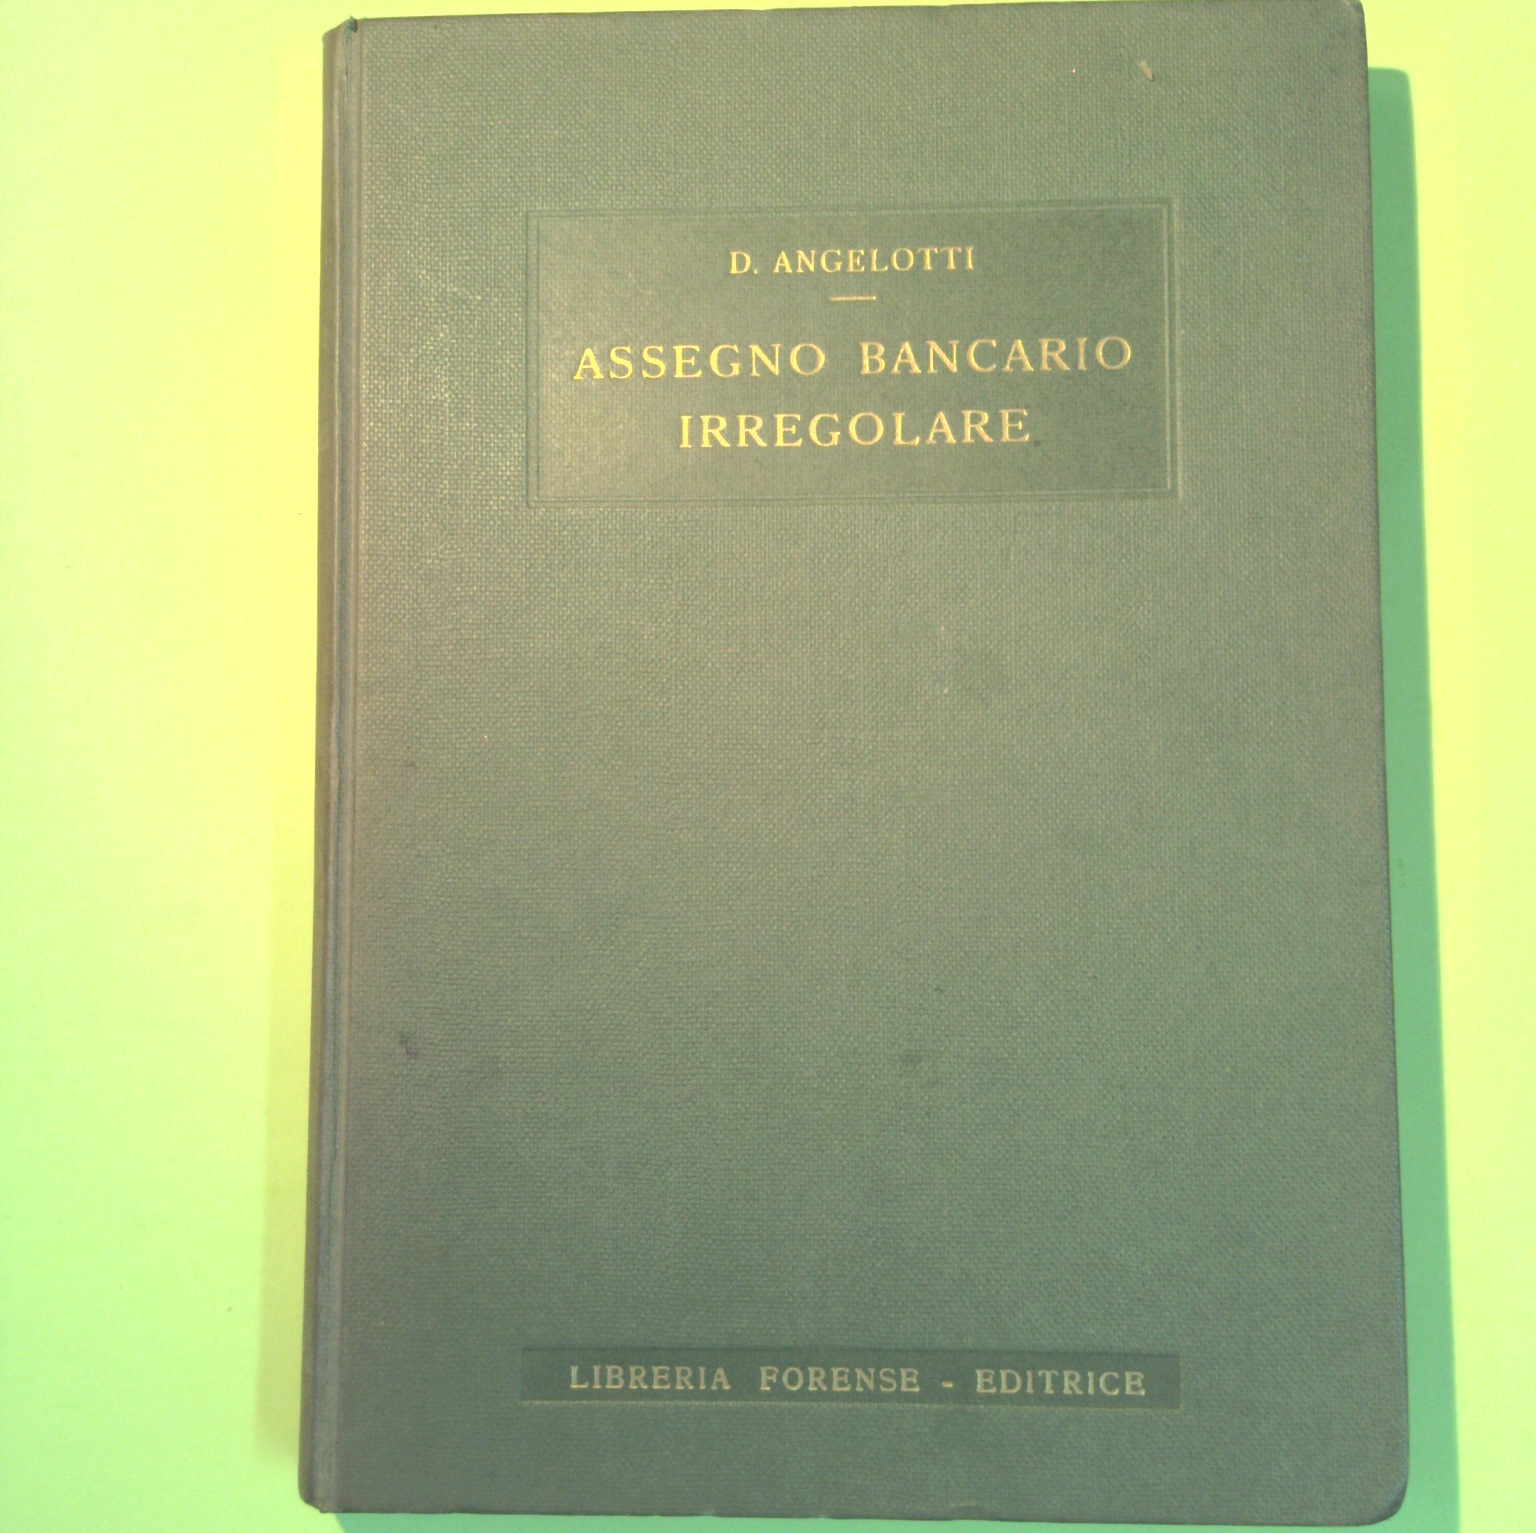 D. ANGELOTTI
ASSEGNO BANCARIO
IRREGOLARE
LIBRERIA FORENSE - EDITRICE